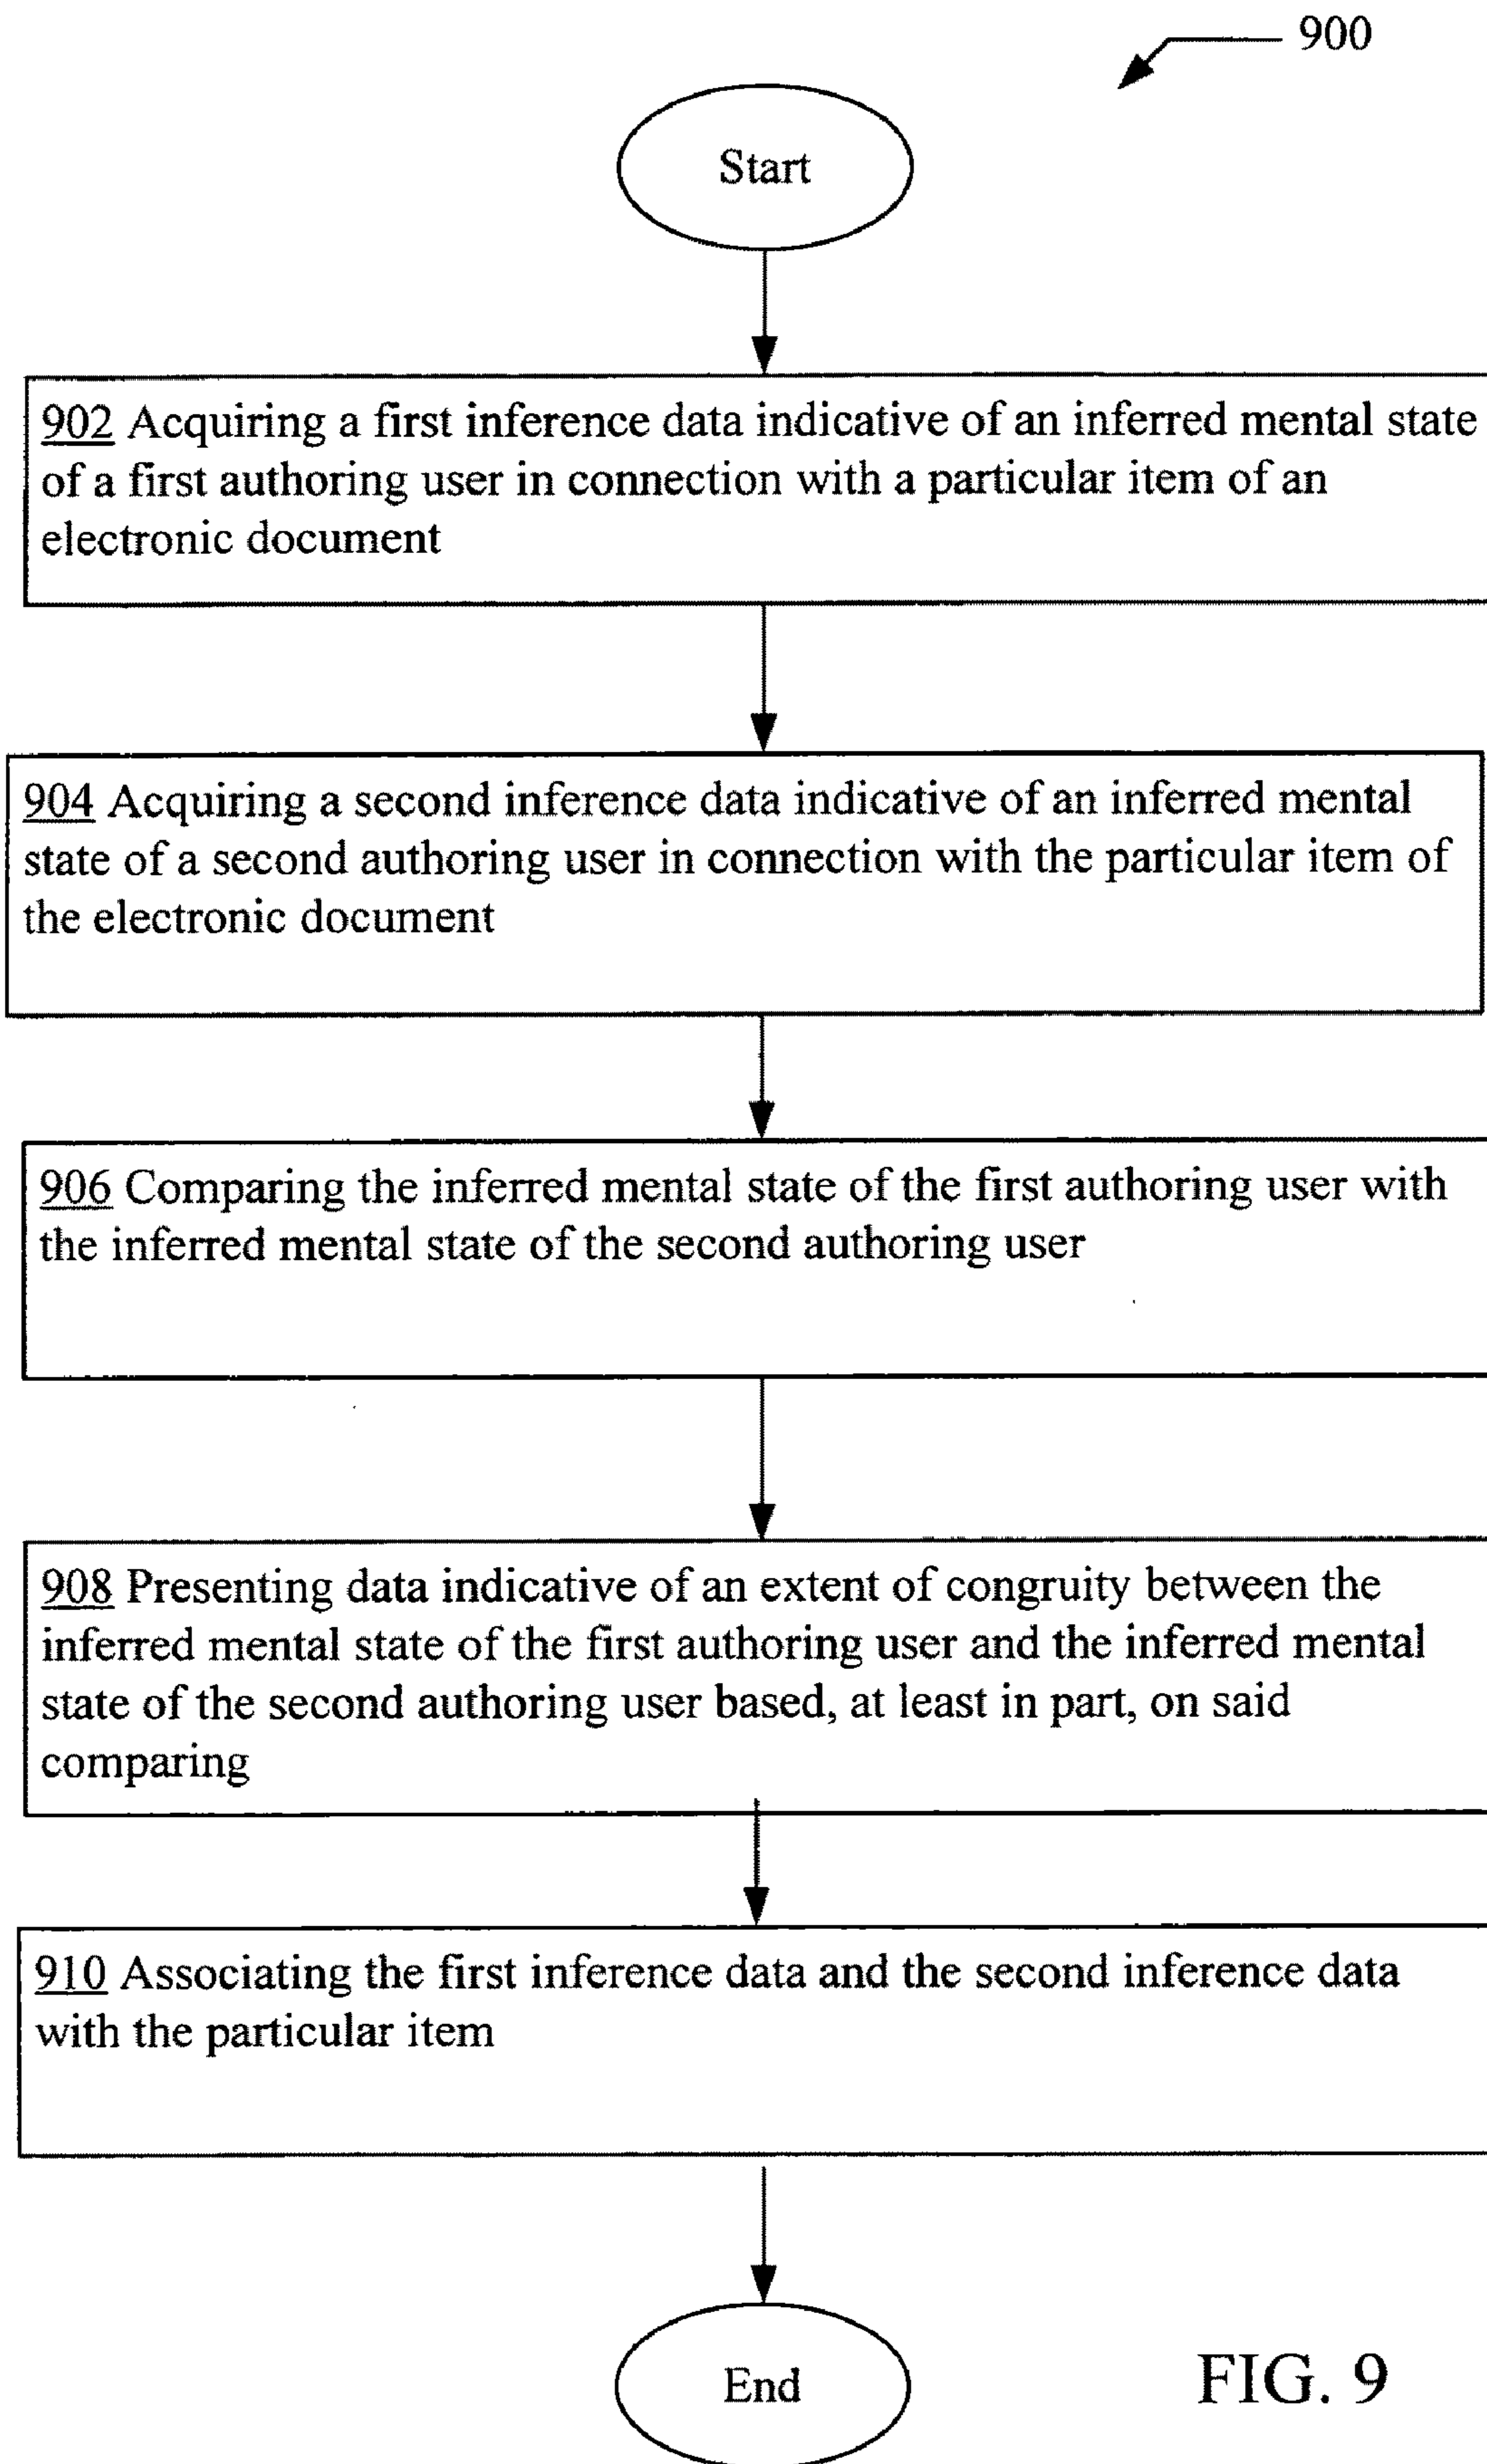 900
Start
902 Acquiring a first inference data indicative of an inferred mental state
of a first authoring user in connection with a particular item of an
electronic document
904 Acquiring a second inference data indicative of an inferred mental
state of a second authoring user in connection with the particular item of
the electronic document
906 Comparing the inferred mental state of the first authoring user with
the inferred mental state of the second authoring user
908 Presenting data indicative of an extent of congruity between the
inferred mental state of the first authoring user and the inferred mental
state of the second authoring user based, at least in part, on said
comparing
910 Associating the first inference data and the second inference data
with the particular item
End
FIG. 9